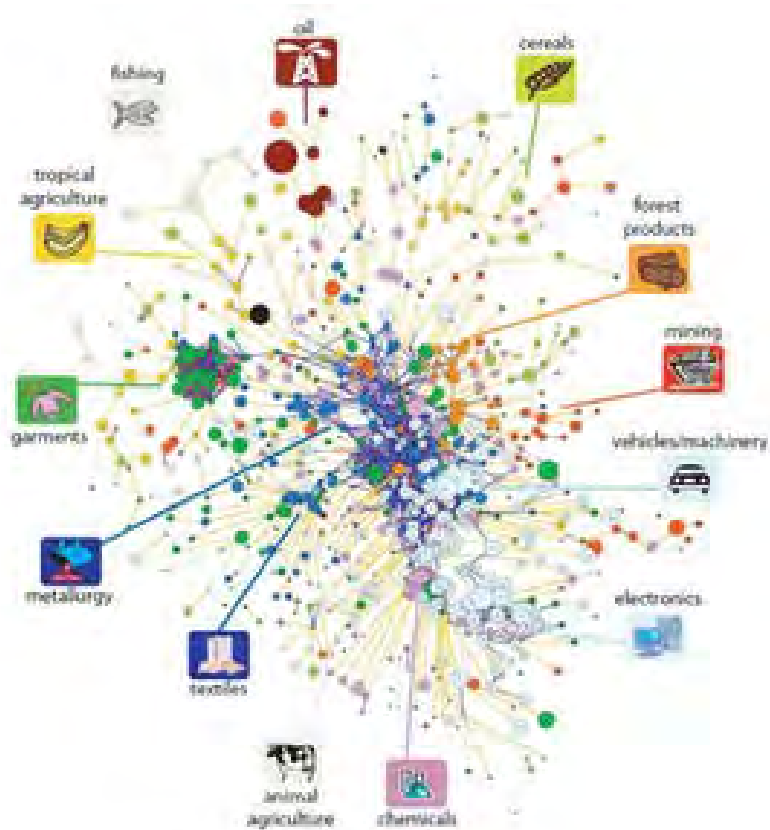 oil
cereals
fishing
tropical
agriculture
forest
products
mining
garments
vehicles/machinery
metallurgy
electronics
textiles
animal
agriculture
chemicals